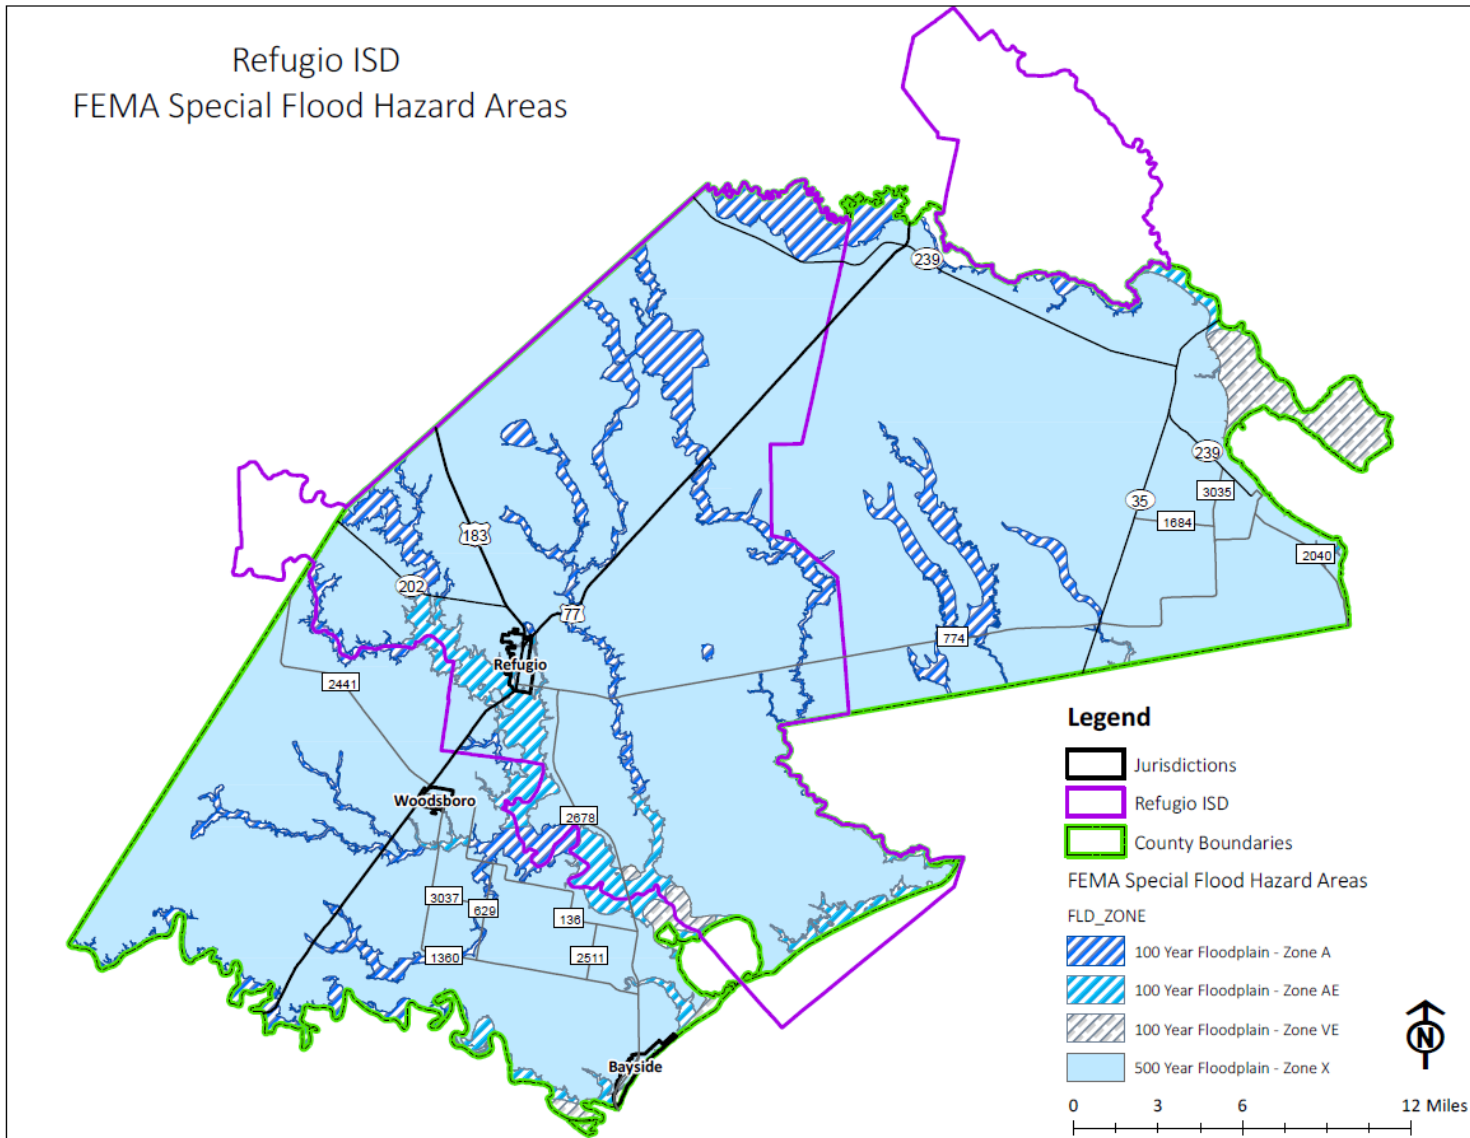 Refugio ISD
FEMA Special Flood Hazard Areas
239
239
3035
35
1684
2040
183
202
77
774
Refugio
2441
Woodsboro
2678
3037
629
136
1360
2511
Bayside
Legend
Jurisdictions
Refugio ISD
County Boundaries
FEMA Special Flood Hazard Areas
FLD_ZONE
100 Year Floodplain - Zone A
100 Year Floodplain - Zone AE
100 Year Floodplain - Zone VE
500 Year Floodplain - Zone X
N
0 3 6 12 Miles